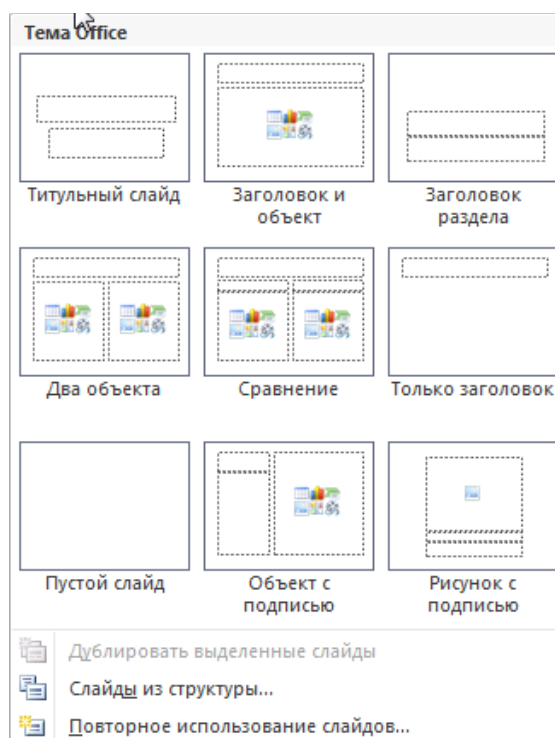 Тема Office
Титульный слайд
Заголовок и объект
Заголовок раздела
Два объекта
Сравнение
Только заголовок
Пустой слайд
Объект с подписью
Рисунок с подписью
Дублировать выделенные слайды
Слайды из структуры...
Повторное использование слайдов...